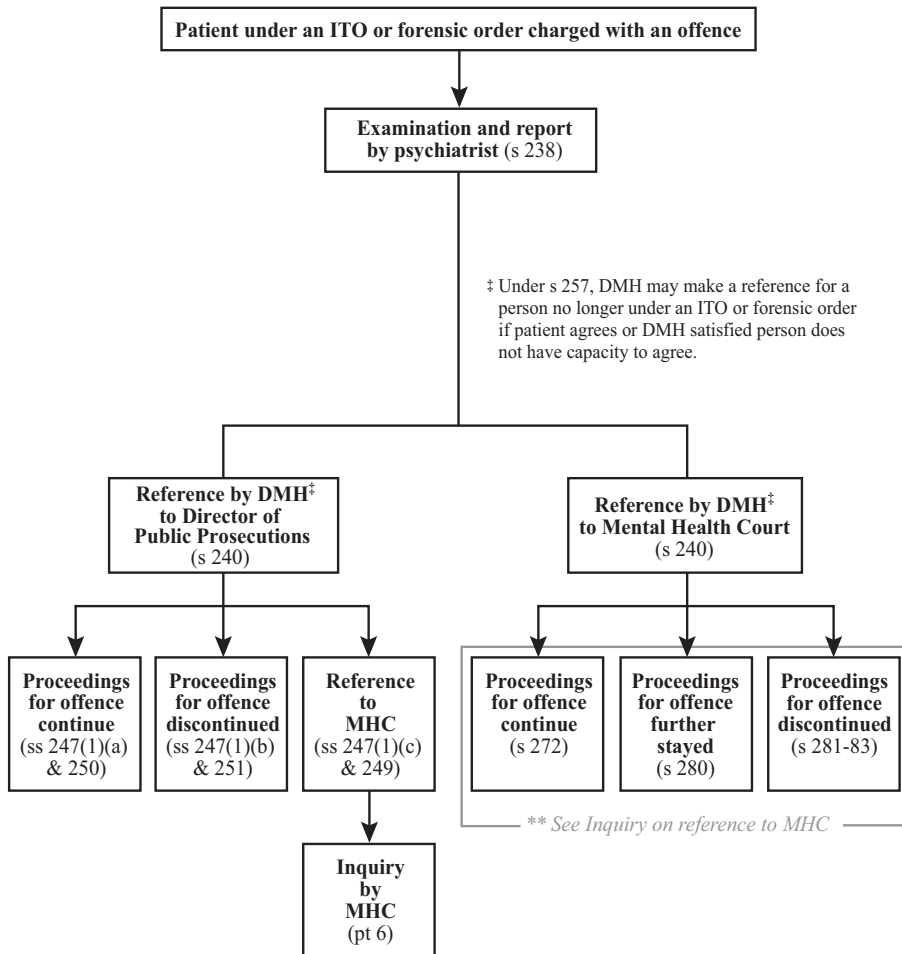 Patient under an ITO or forensic order charged with an offence
Examination and report
by psychiatrist (s 238)
‡ Under s 257, DMH may make a reference for a
person no longer under an ITO or forensic order
if patient agrees or DMH satisfied person does
not have capacity to agree.
Reference by DMH‡
to Director of
Public Prosecutions
(s 240)
Reference by DMH‡
to Mental Health Court
(s 240)
Proceedings
for offence
continue
(ss 247(1)(a)
& 250)
Proceedings
for offence
discontinued
(ss 247(1)(b)
& 251)
Reference
to
MHC
(ss 247(1)(c)
& 249)
Proceedings
for offence
continue
(s 272)
Proceedings
for offence
further
stayed
(s 280)
Proceedings
for offence
discontinued
(s 281-83)
** See Inquiry on reference to MHC
Inquiry
by
MHC
(pt 6)